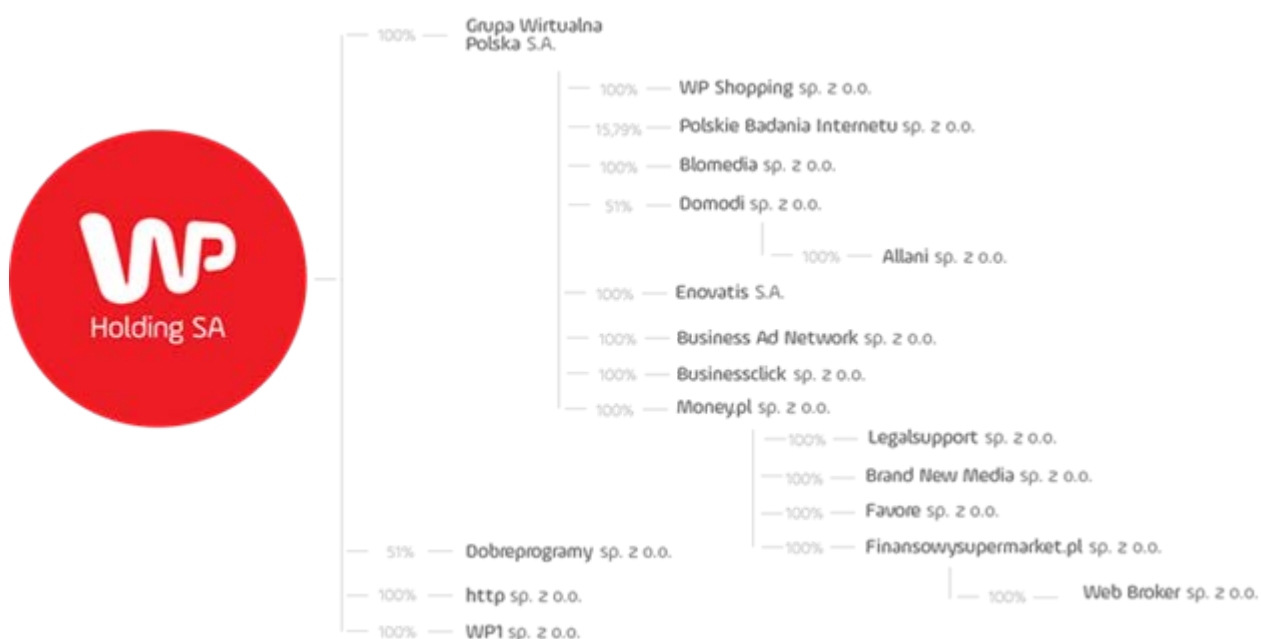 100% Grupa Wirtualna
Polska S.A.
100% WP Shopping sp. z o.o.
15,79% Polskie Badania Internetu sp. z o.o.
100% Blomedia sp. z o.o.
51% Domodi sp. z o.o.
100% Allani sp. z o.o.
WP
Holding SA
100% Enovatis S.A.
100% Business Ad Network sp. z o.o.
100% Businessclick sp. z o.o.
100% Money.pl sp. z o.o.
100% Legalsupport sp. z o.o.
100% Brand New Media sp. z o.o.
100% Favore sp. z o.o.
100% Finansowysupermarket.pl sp. z o.o.
51% Dobreprogramy sp. z o.o.
100% Web Broker sp. z o.o.
100% http sp. z o.o.
100% WP1 sp. z o.o.